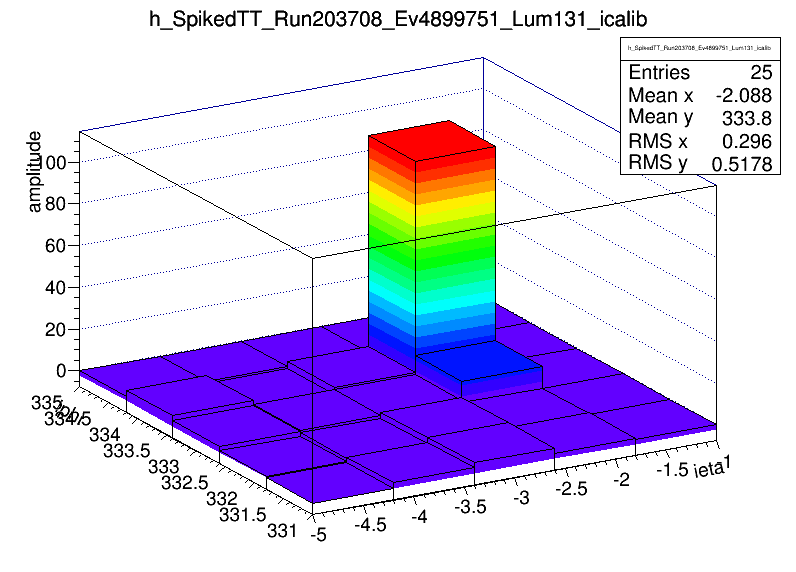 h_SpikedTT_Run203708_Ev4899751_Lum131_icalib
h_SpikedTT_Run203708_Ev4899751_Lum131_icalib
Entries 25
Mean x -2.088
Mean y 333.8
RMS x 0.296
RMS y 0.5178
amplitude
00
80
60
40
20
0
335
334.5
334
333.5
333
332.5
332
331.5
331
-5
-4.5
-4
-3.5
-3
-2.5
-2
-1.5
ieta
1